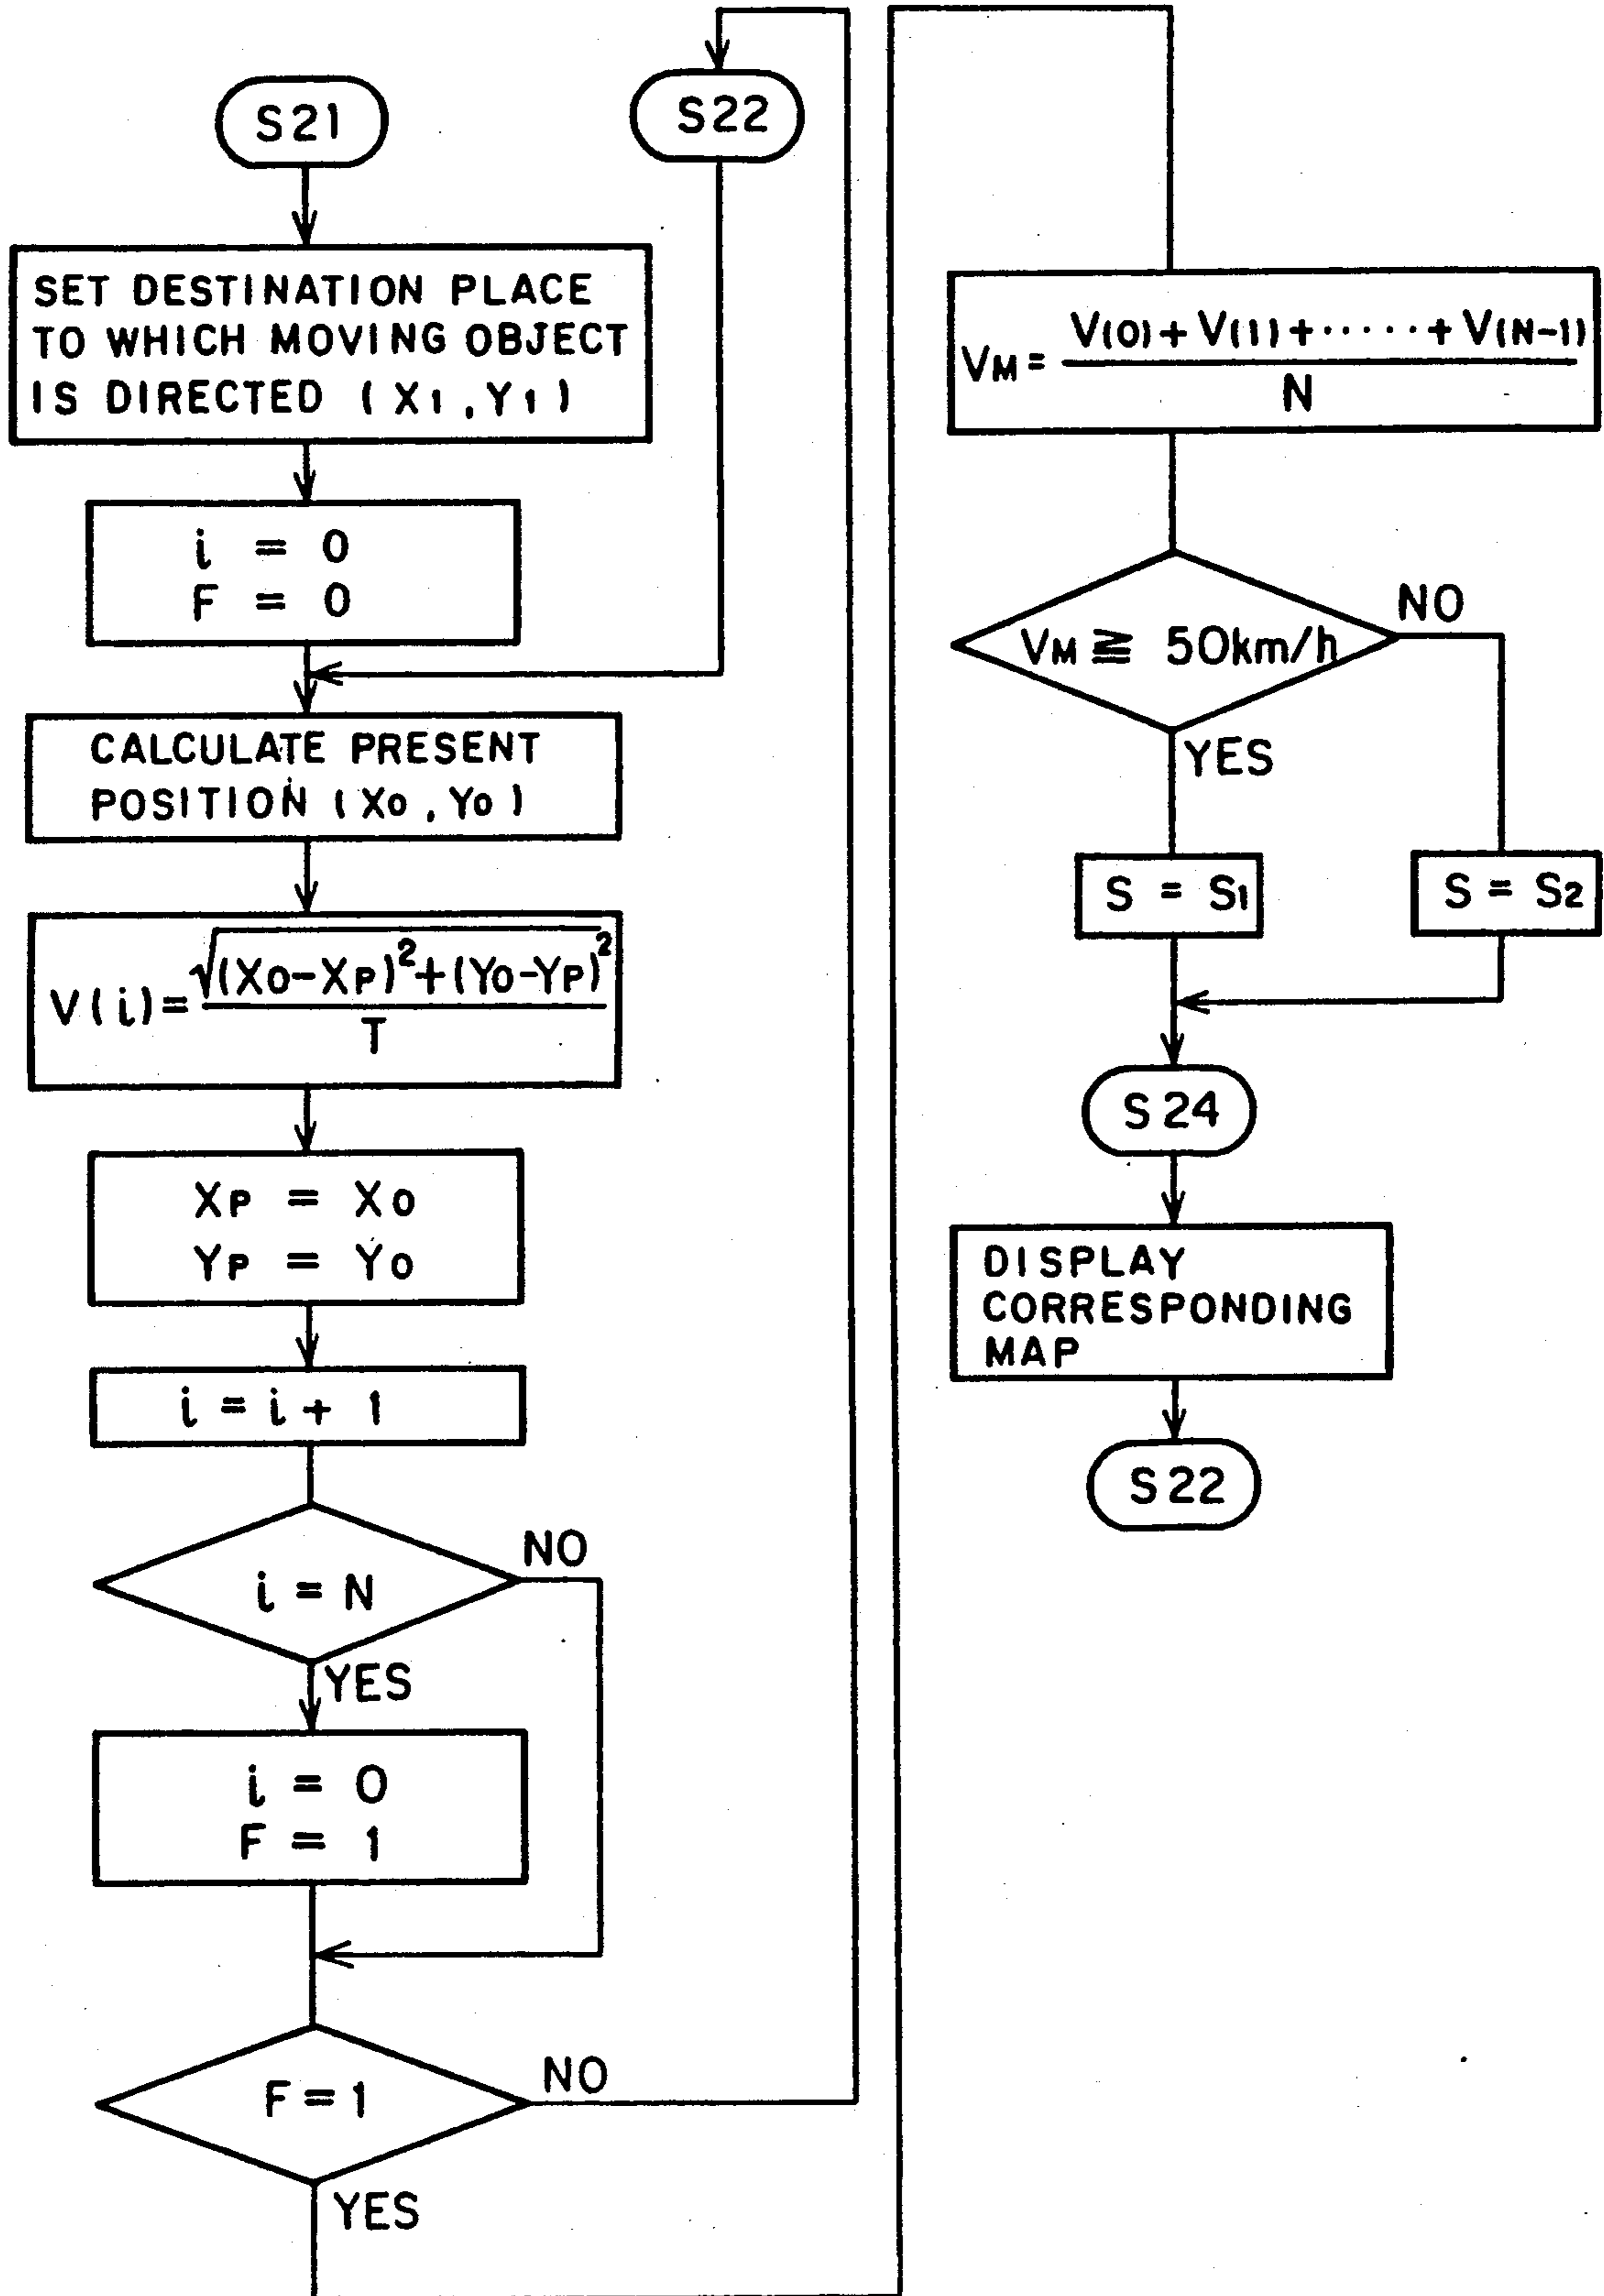 S21
SET DESTINATION PLACE
TO WHICH MOVING OBJECT
IS DIRECTED (X1, Y1)
i = 0
F = 0
S22
CALCULATE PRESENT
POSITION (X0, Y0)
V(i) = √(X0-XP)²+(Y0-YP)² / T
XP = X0
YP = Y0
i = i + 1
i = N
NO
YES
i = 0
F = 1
F = 1
NO
YES
VM = V(0) + V(1) + ······ + V(N-1) / N
VM ≧ 50km/h
NO
YES
S = S1
S = S2
S24
DISPLAY
CORRESPONDING
MAP
S22